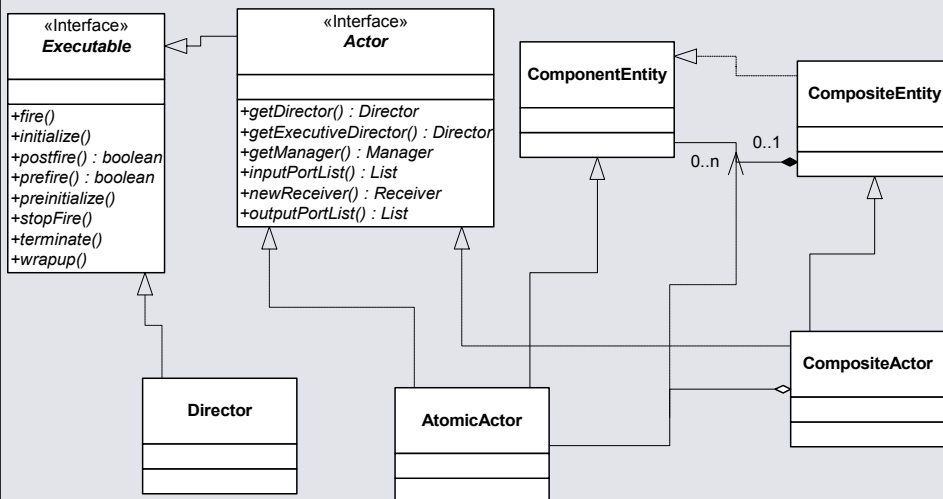 «Interface»
Executable
+fire()
+initialize()
+postfire() : boolean
+prefire() : boolean
+preinitialize()
+stopFire()
+terminate()
+wrapup()
«Interface»
Actor
+getDirector() : Director
+getExecutiveDirector() : Director
+getManager() : Manager
+inputPortList() : List
+newReceiver() : Receiver
+outputPortList() : List
ComponentEntity
CompositeEntity
0..n
0..1
Director
AtomicActor
CompositeActor